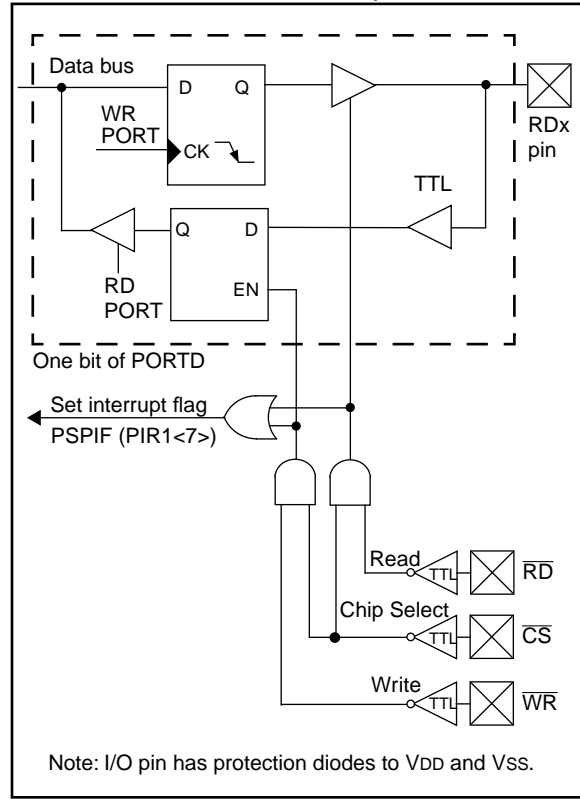 Data bus
D Q
WR
PORT
CK
RDx
pin
TTL
Q D
RD
PORT
EN
One bit of PORTD
Set interrupt flag
PSPIF (PIR1<7>)
Read
TTL
RD
Chip Select
TTL
CS
Write
TTL
WR
Note: I/O pin has protection diodes to VDD and VSS.